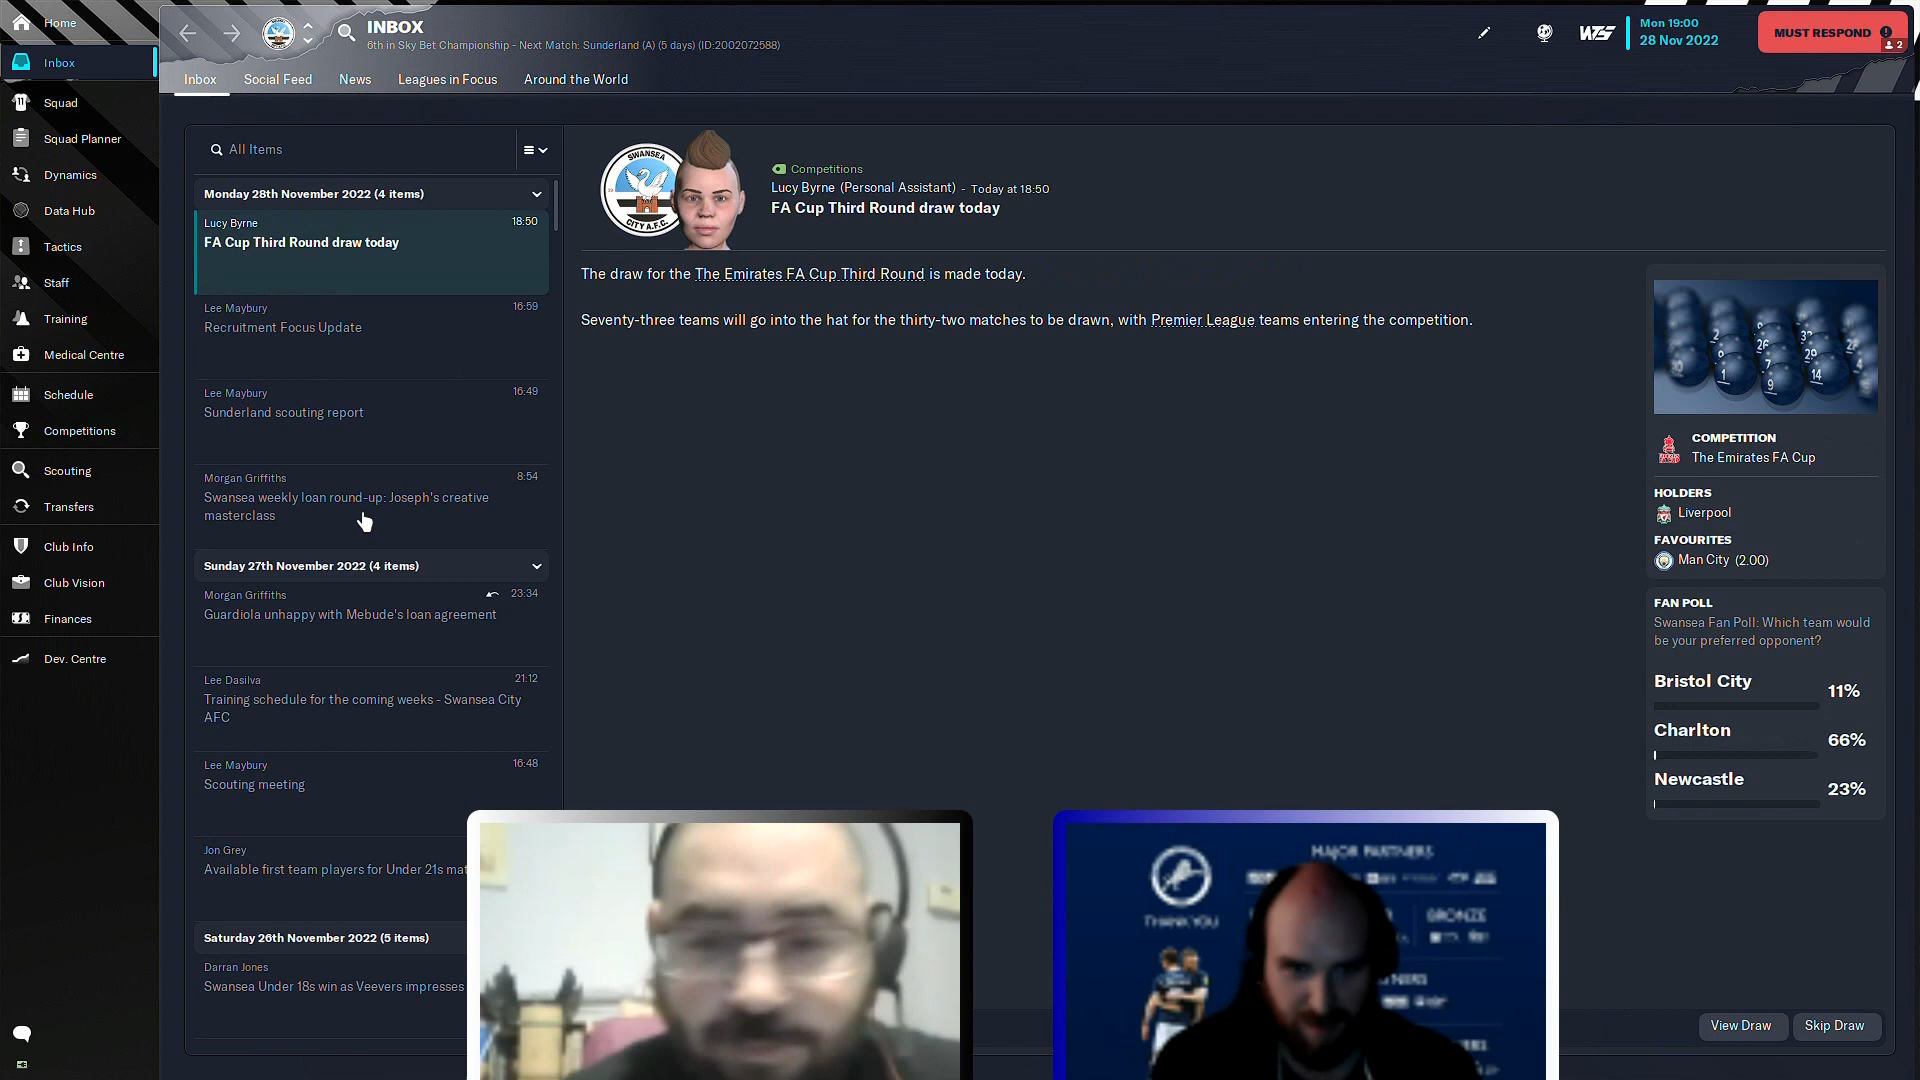 Home
Inbox
Squad
Squad Planner
Dynamics
Data Hub
Tactics
Staff
Training
Medical Centre
Schedule
Competitions
Scouting
Transfers
Club Info
Club Vision
Finances
Dev. Centre
INBOX
6th in Sky Bet Championship - Next Match: Sunderland (A) (5 days) (ID:2002072588)
Mon 19:00
28 Nov 2022
MUST RESPOND
2
Inbox
Social Feed
News
Leagues in Focus
Around the World
All Items
Monday 28th November 2022 (4 items)
Lucy Byrne
18:50
FA Cup Third Round draw today
Lee Maybury
16:59
Recruitment Focus Update
Lee Maybury
16:49
Sunderland scouting report
Morgan Griffiths
8:54
Swansea weekly loan round-up: Joseph's creative
masterclass
Sunday 27th November 2022 (4 items)
Morgan Griffiths
23:34
Guardiola unhappy with Mebude's loan agreement
Lee Dasilva
21:12
Training schedule for the coming weeks - Swansea City
AFC
Lee Maybury
16:48
Scouting meeting
Jon Grey
Available first team players for Under 21s mat
Saturday 26th November 2022 (5 items)
Darran Jones
Swansea Under 18s win as Veevers impresses
SWANSEA
CITY A.F.C.
Competitions
Lucy Byrne (Personal Assistant) - Today at 18:50
FA Cup Third Round draw today
The draw for the The Emirates FA Cup Third Round is made today.
Seventy-three teams will go into the hat for the thirty-two matches to be drawn, with Premier League teams entering the competition.
COMPETITION
The Emirates FA Cup
HOLDERS
Liverpool
FAVOURITES
Man City (2.00)
FAN POLL
Swansea Fan Poll: Which team would
be your preferred opponent?
Bristol City
11%
Charlton
66%
Newcastle
23%
MAJOR PARTNERS
THANK YOU
BRONZE
View Draw
Skip Draw